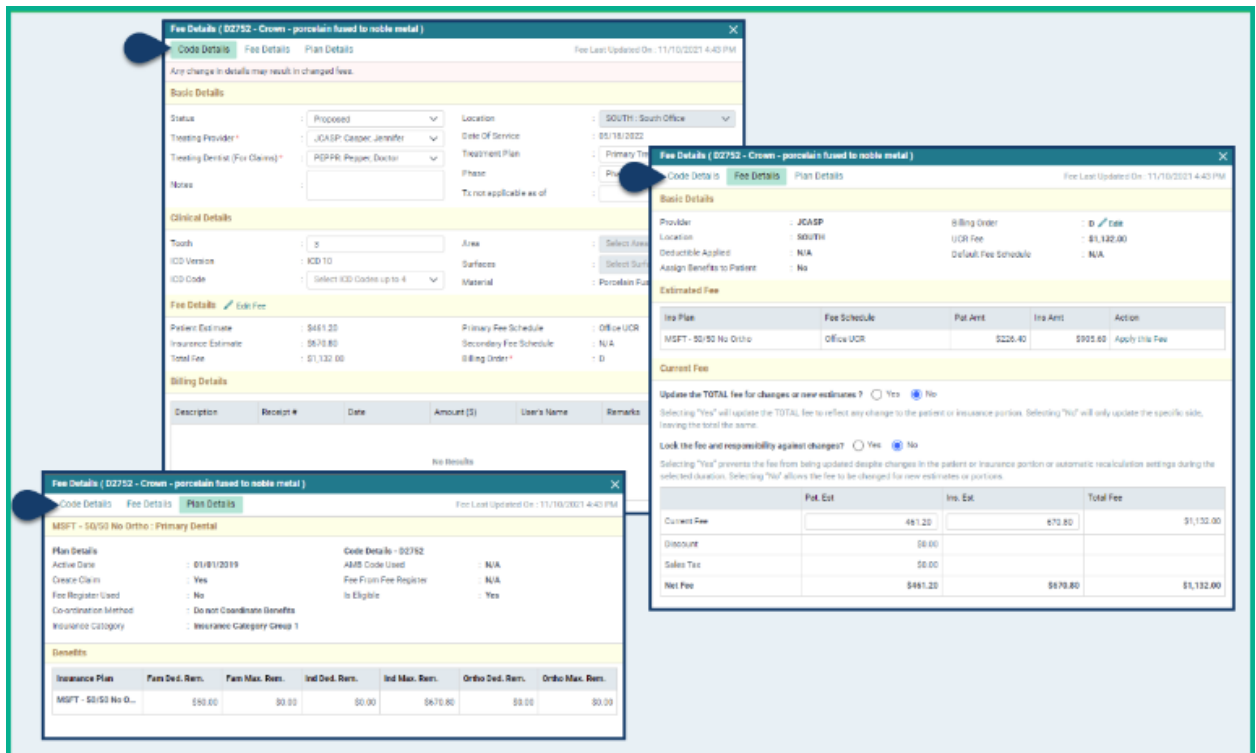 Fee Details ( D2752 - Crown - porcelain fused to noble metal )
Code Details Fee Details Plan Details Fee Last Updated On : 11/10/2021 4:43 PM
Any change in details may result in changed fees.
Basic Details
Status : Proposed Location : SOUTH : South Office
Treating Provider * : JCASP: Casper, Jennifer Date Of Service : 05/18/2022
Treating Dentist (For Claims) * : PEPPR: Pepper, Doctor Treatment Plan : Primary
Notes : Phase :
Tx not applicable as of :
Clinical Details
Tooth : 3 Area : Select Area
ICD Version : ICD 10 Surfaces : Select
ICD Code : Select ICD Codes up to 4 Material : Porcelain
Fee Details Edit Fee
Patient Estimate : $461.20 Primary Fee Schedule : Office UCR
Insurance Estimate : $670.80 Secondary Fee Schedule : N/A
Total Fee : $1,132.00 Billing Order * : D
Billing Details
Description Receipt # Date Amount ($) User's Name Remarks
No Results
Fee Details ( D2752 - Crown - porcelain fused to noble metal )
Code Details Fee Details Plan Details Fee Last Updated On : 11/10/2021 4:43 PM
Basic Details
Provider : JCASP Billing Order : D Edit
Location : SOUTH UCR Fee : $1,132.00
Deductible Applied : N/A Default Fee Schedule : N/A
Assign Benefits to Patient : No
Estimated Fee
Ins Plan Fee Schedule Pat Amt Ins Amt Action
MSFT - 50/50 No Ortho Office UCR $226.40 $905.60 Apply this Fee
Current Fee
Update the TOTAL fee for changes or new estimates ? Yes No
Selecting "Yes" will update the TOTAL fee to reflect any change to the patient or insurance portion. Selecting "No" will only update the specific side,
leaving the total the same.
Lock the fee and responsibility against changes? Yes No
Selecting "Yes" prevents the fee from being updated despite changes in the patient or insurance portion or automatic recalculation settings during the
selected duration. Selecting "No" allows the fee to be changed for new estimates or portions.
Pat. Est Ins. Est Total Fee
Current Fee 461.20 670.80 $1,132.00
Discount $0.00
Sales Tax $0.00
Net Fee $461.20 $670.80 $1,132.00
Fee Details ( D2752 - Crown - porcelain fused to noble metal )
Code Details Fee Details Plan Details Fee Last Updated On : 11/10/2021 4:43 PM
MSFT - 50/50 No Ortho : Primary Dental
Plan Details Code Details - D2752
Active Date : 01/01/2019 AMB Code Used : N/A
Create Claim : Yes Fee From Fee Register : N/A
Fee Register Used : No Is Eligible : Yes
Co-ordination Method : Do not Coordinate Benefits
Insurance Category : Insurance Category Group 1
Benefits
Insurance Plan Fam Ded. Rem. Fam Max. Rem. Ind Ded. Rem. Ind Max. Rem. Ortho Ded. Rem. Ortho Max. Rem.
MSFT - 50/50 No O... $50.00 $0.00 $0.00 $670.80 $0.00 $0.00